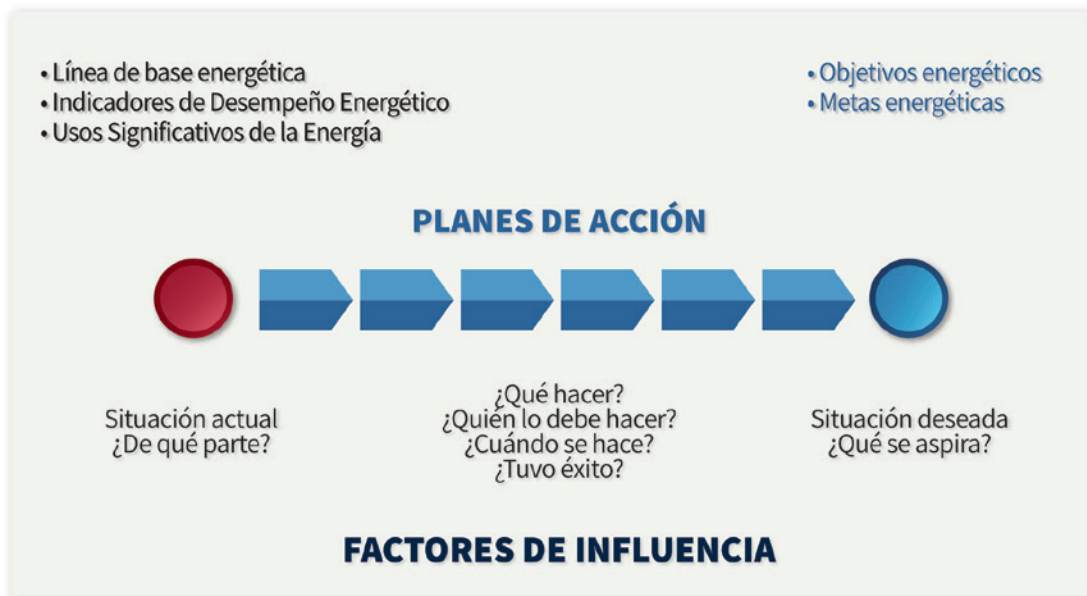 • Línea de base energética
• Indicadores de Desempeño Energético
• Usos Significativos de la Energía
• Objetivos energéticos
• Metas energéticas
PLANES DE ACCIÓN
Situación actual
¿De qué parte?
¿Qué hacer?
¿Quién lo debe hacer?
¿Cuándo se hace?
¿Tuvo éxito?
Situación deseada
¿Qué se aspira?
FACTORES DE INFLUENCIA